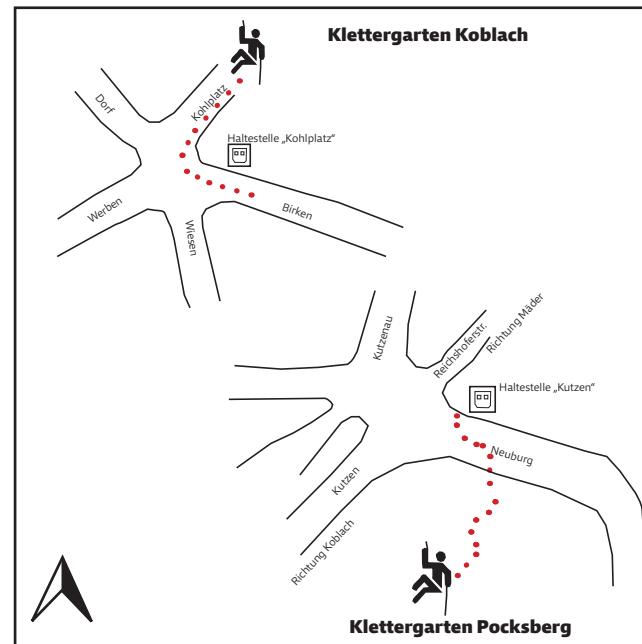 Klettergarten Koblach
Dorf
Kohlplatz
Haltestelle „Kohlplatz“
Werben
Wiesen
Birken
Kutzenau
Reichshoferstr.
Richtung Mäder
Haltestelle „Kutzen“
Neuburg
Kutzen
Richtung Koblach
Klettergarten Pocksberg